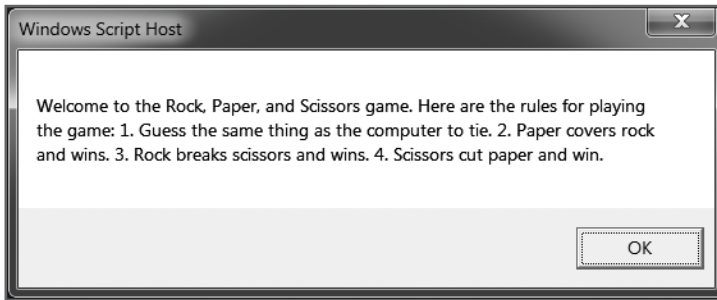 Windows Script Host
X
Welcome to the Rock, Paper, and Scissors game. Here are the rules for playing
the game: 1. Guess the same thing as the computer to tie. 2. Paper covers rock
and wins. 3. Rock breaks scissors and wins. 4. Scissors cut paper and win.
OK